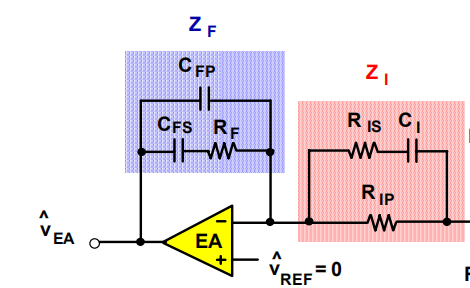 Z F
C FP
Z I
C FS R F
R IS C I
R IP
v̂ EA
EA
−
+
v̂ REF = 0